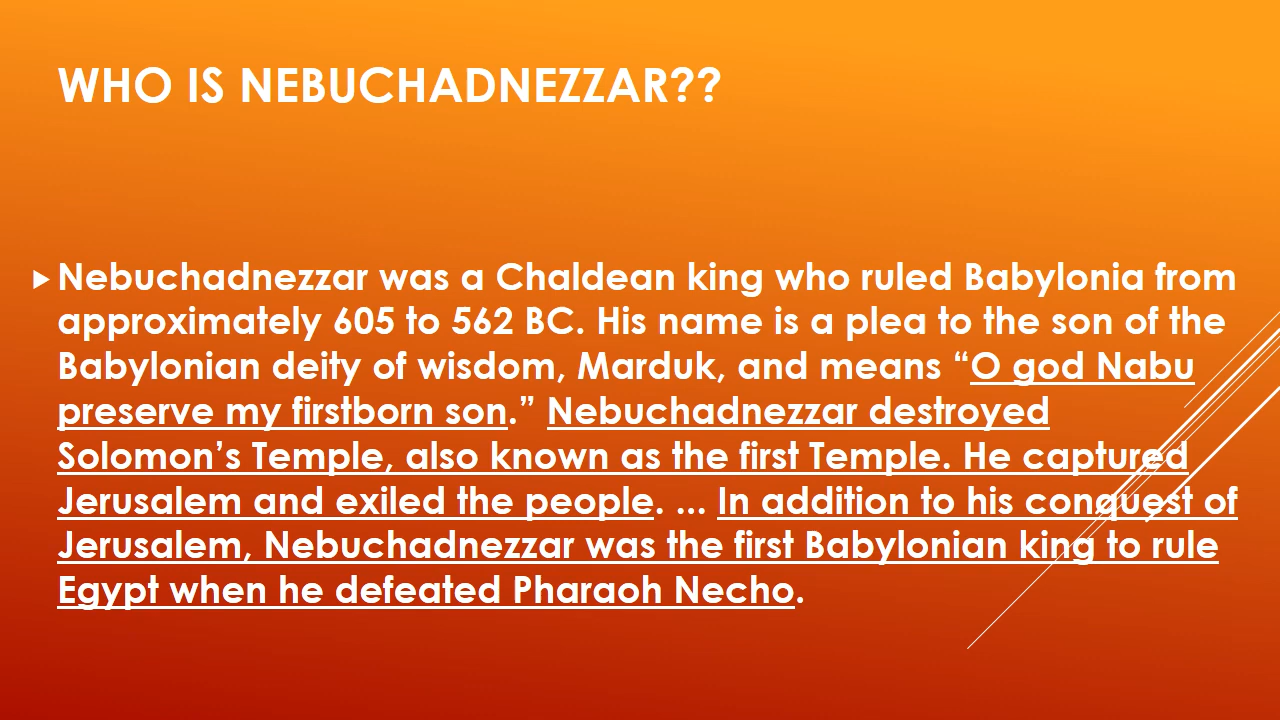 WHO IS NEBUCHADNEZZAR??
Nebuchadnezzar was a Chaldean king who ruled Babylonia from
approximately 605 to 562 BC. His name is a plea to the son of the
Babylonian deity of wisdom, Marduk, and means “O god Nabu
preserve my firstborn son.” Nebuchadnezzar destroyed
Solomon’s Temple, also known as the first Temple. He captured
Jerusalem and exiled the people. ... In addition to his conquest of
Jerusalem, Nebuchadnezzar was the first Babylonian king to rule
Egypt when he defeated Pharaoh Necho.